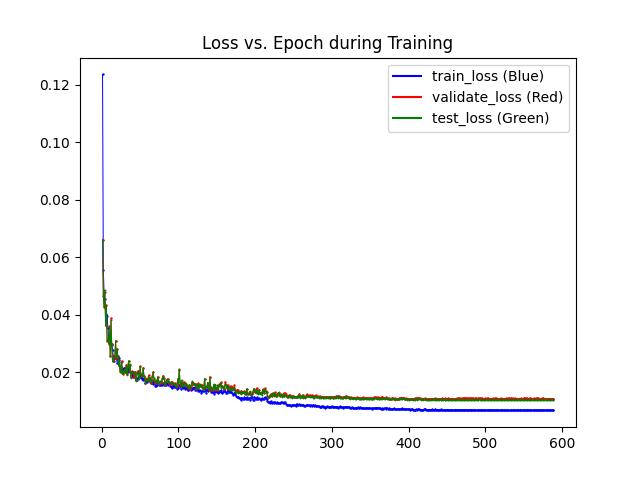 Loss vs. Epoch during Training
train_loss (Blue)
validate_loss (Red)
test_loss (Green)
0.12
0.10
0.08
0.06
0.04
0.02
0 100 200 300 400 500 600